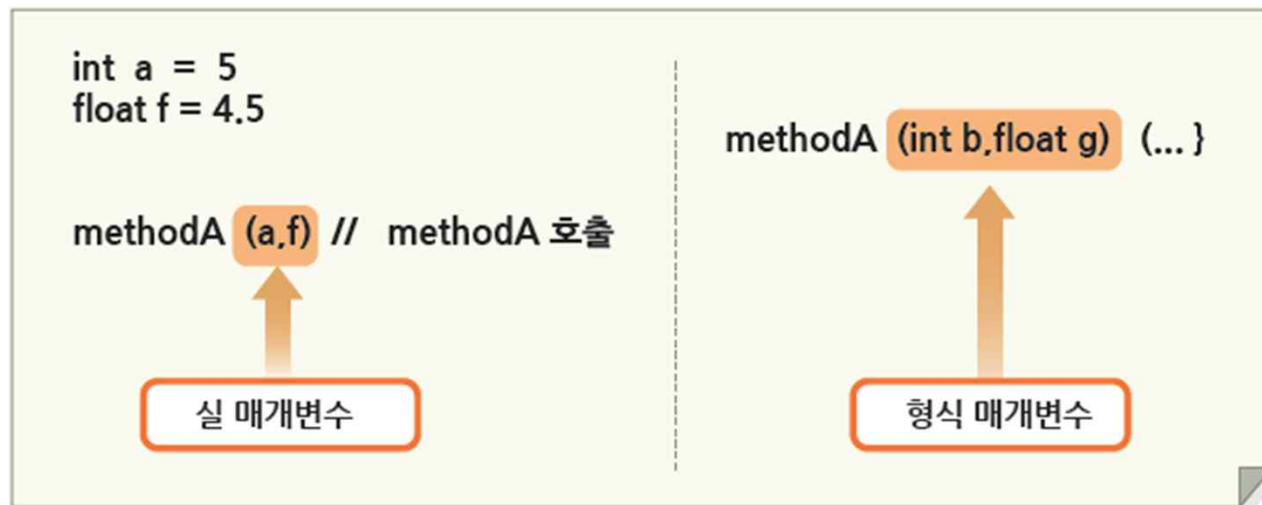 int a = 5
float f = 4.5
methodA (a,f) // methodA 호출
실 매개변수
methodA (int b,float g) (... }
형식 매개변수